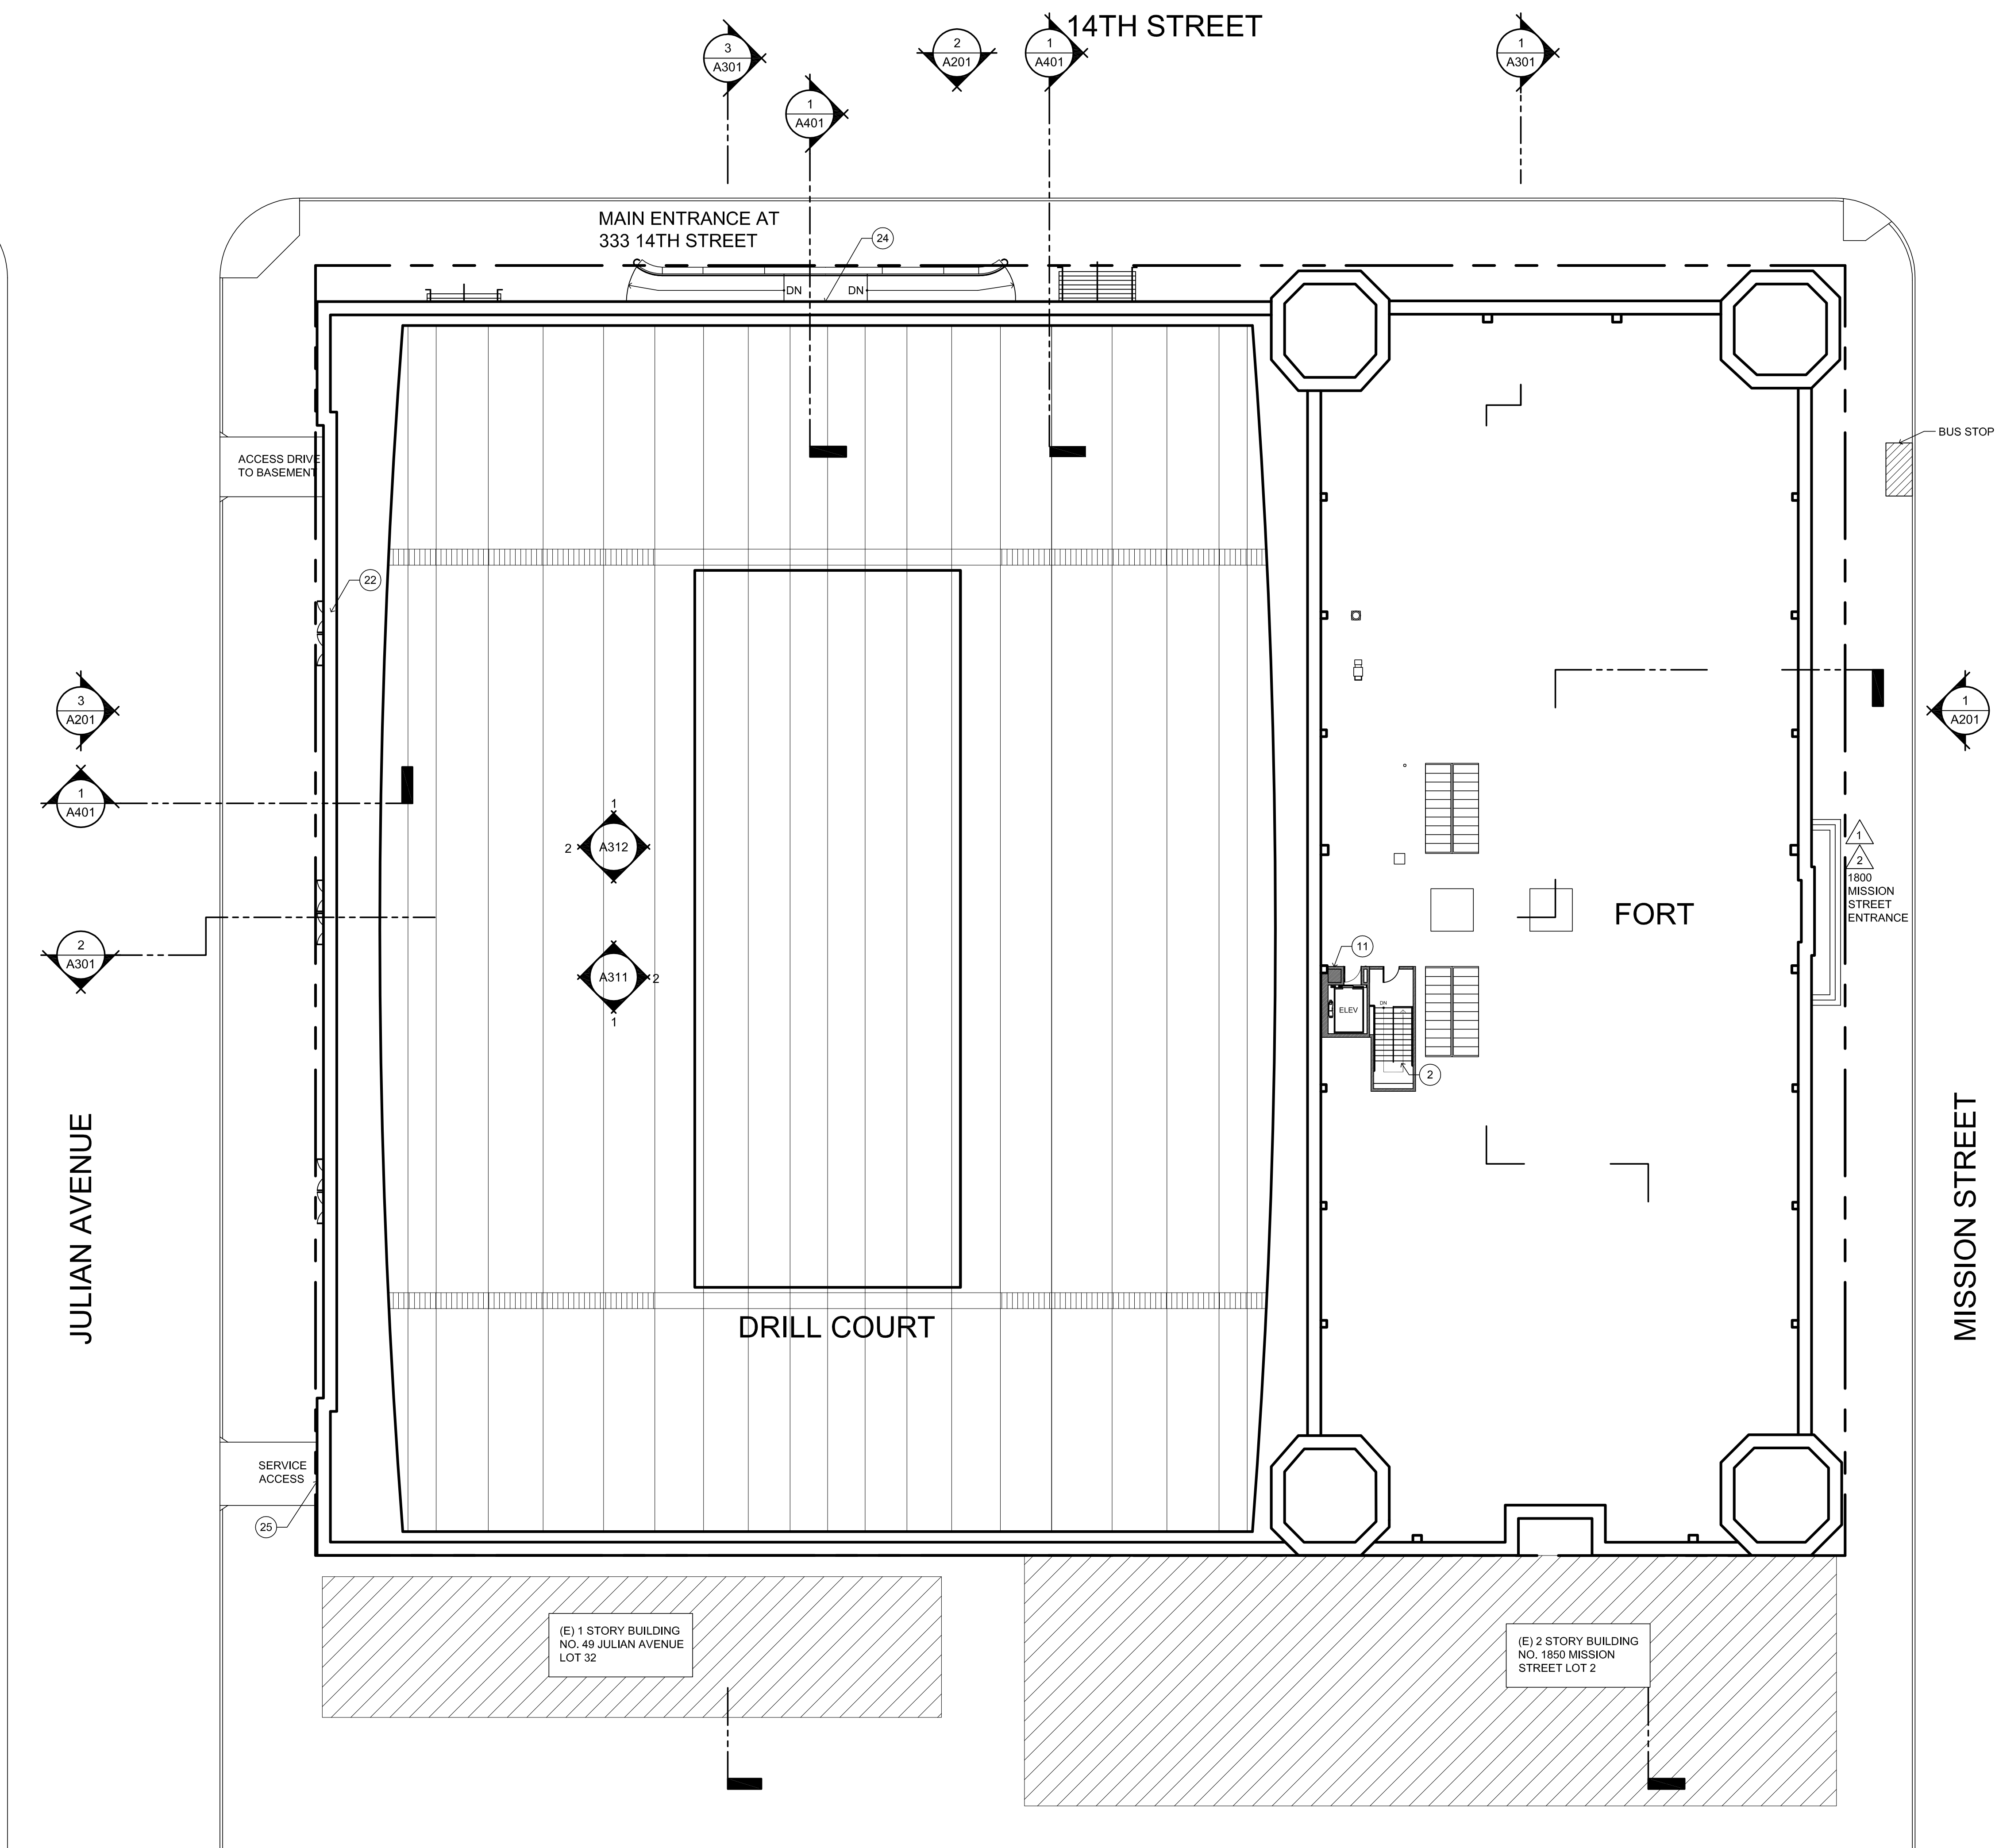 14TH STREET
3
A301
1
A401
2
A201
1
A401
1
A301
MAIN ENTRANCE AT
333 14TH STREET
24
DN
DN
ACCESS DRIVE
TO BASEMENT
BUS STOP
22
3
A201
1
A201
1
A401
1
2
A312
1
2
1800
MISSION
STREET
ENTRANCE
FORT
2
A301
11
A311
2
1
DN
ELEV
2
JULIAN AVENUE
MISSION STREET
DRILL COURT
SERVICE
ACCESS
25
(E) 1 STORY BUILDING
NO. 49 JULIAN AVENUE
LOT 32
(E) 2 STORY BUILDING
NO. 1850 MISSION
STREET LOT 2